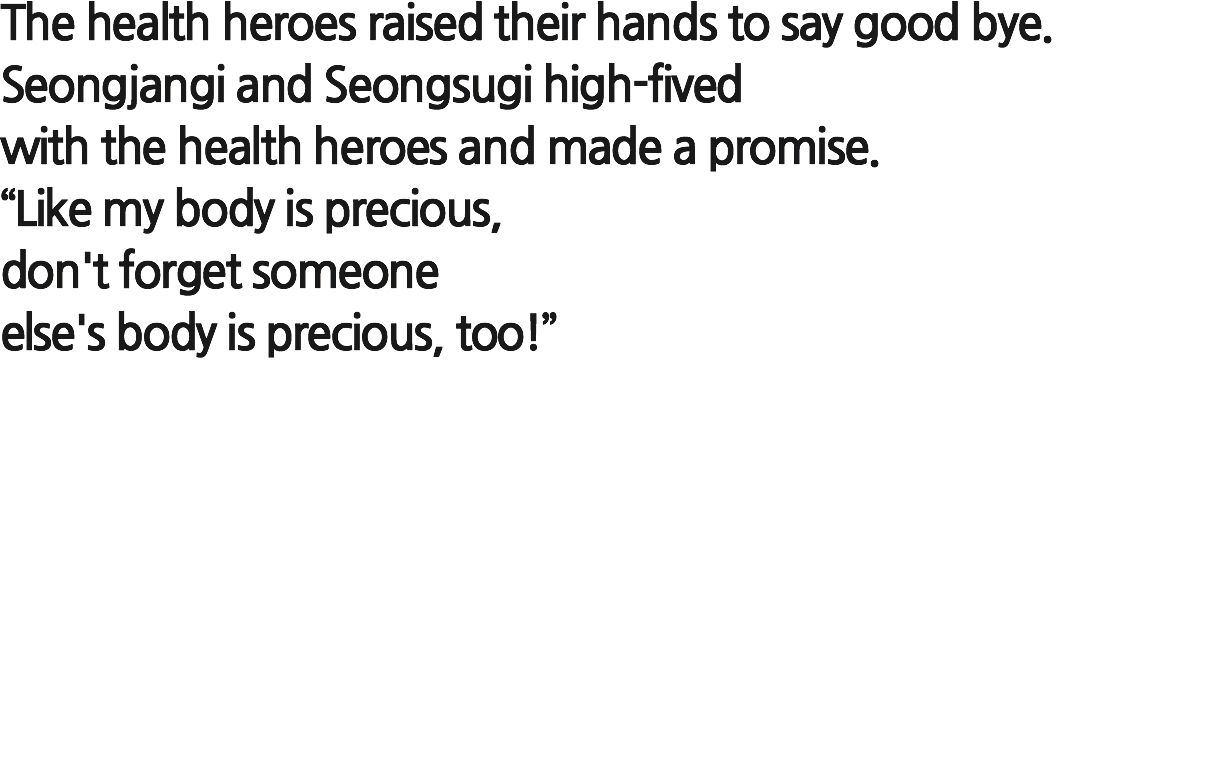 The health heroes raised their hands to say good bye.
Seongjangi and Seongsugi high-fived
with the health heroes and made a promise.
“Like my body is precious,
don't forget someone
else's body is precious, too!”